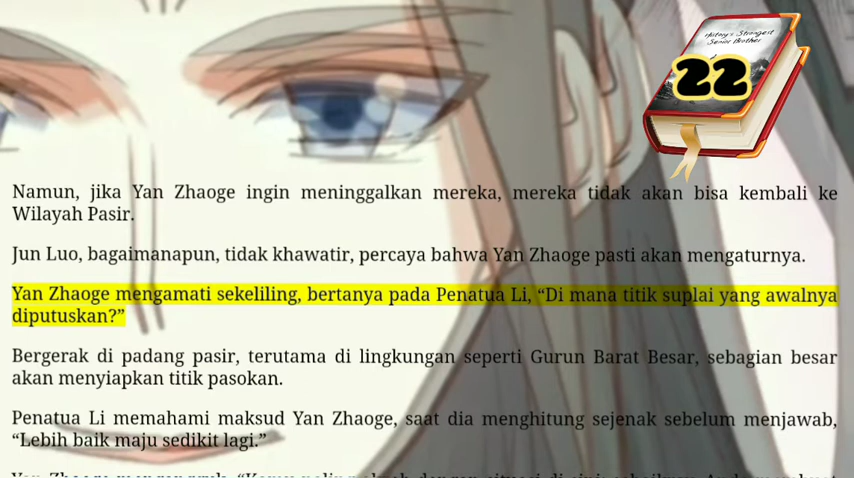 History's Strongest
Senior Brother
22
Namun, jika Yan Zhaoge ingin meninggalkan mereka, mereka tidak akan bisa kembali ke
Wilayah Pasir.
Jun Luo, bagaimanapun, tidak khawatir, percaya bahwa Yan Zhaoge pasti akan mengaturnya.
Yan Zhaoge mengamati sekeliling, bertanya pada Penatua Li, “Di mana titik suplai yang awalnya
diputuskan?”
Bergerak di padang pasir, terutama di lingkungan seperti Gurun Barat Besar, sebagian besar
akan menyiapkan titik pasokan.
Penatua Li memahami maksud Yan Zhaoge, saat dia menghitung sejenak sebelum menjawab,
“Lebih baik maju sedikit lagi.”